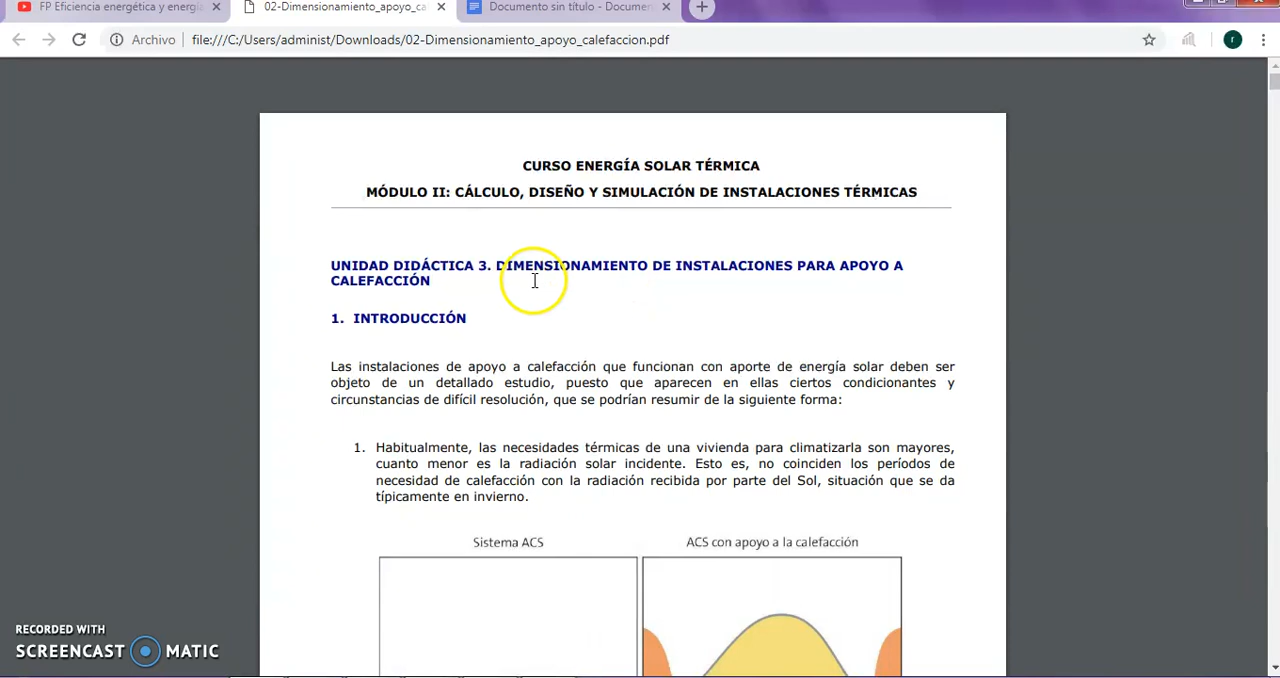 FP Eficiencia energética y energía
02-Dimensionamiento_apoyo_ca
Documento sin título - Documen
Archivo
file:///C:/Users/administ/Downloads/02-Dimensionamiento_apoyo_calefaccion.pdf
r
CURSO ENERGÍA SOLAR TÉRMICA
MÓDULO II: CÁLCULO, DISEÑO Y SIMULACIÓN DE INSTALACIONES TÉRMICAS
UNIDAD DIDÁCTICA 3. DIMENSIONAMIENTO DE INSTALACIONES PARA APOYO A
CALEFACCIÓN
1. INTRODUCCIÓN
Las instalaciones de apoyo a calefacción que funcionan con aporte de energía solar deben ser
objeto de un detallado estudio, puesto que aparecen en ellas ciertos condicionantes y
circunstancias de difícil resolución, que se podrían resumir de la siguiente forma:
1. Habitualmente, las necesidades térmicas de una vivienda para climatizarla son mayores,
cuanto menor es la radiación solar incidente. Esto es, no coinciden los períodos de
necesidad de calefacción con la radiación recibida por parte del Sol, situación que se da
típicamente en invierno.
Sistema ACS
ACS con apoyo a la calefacción
RECORDED WITH
SCREENCAST MATIC